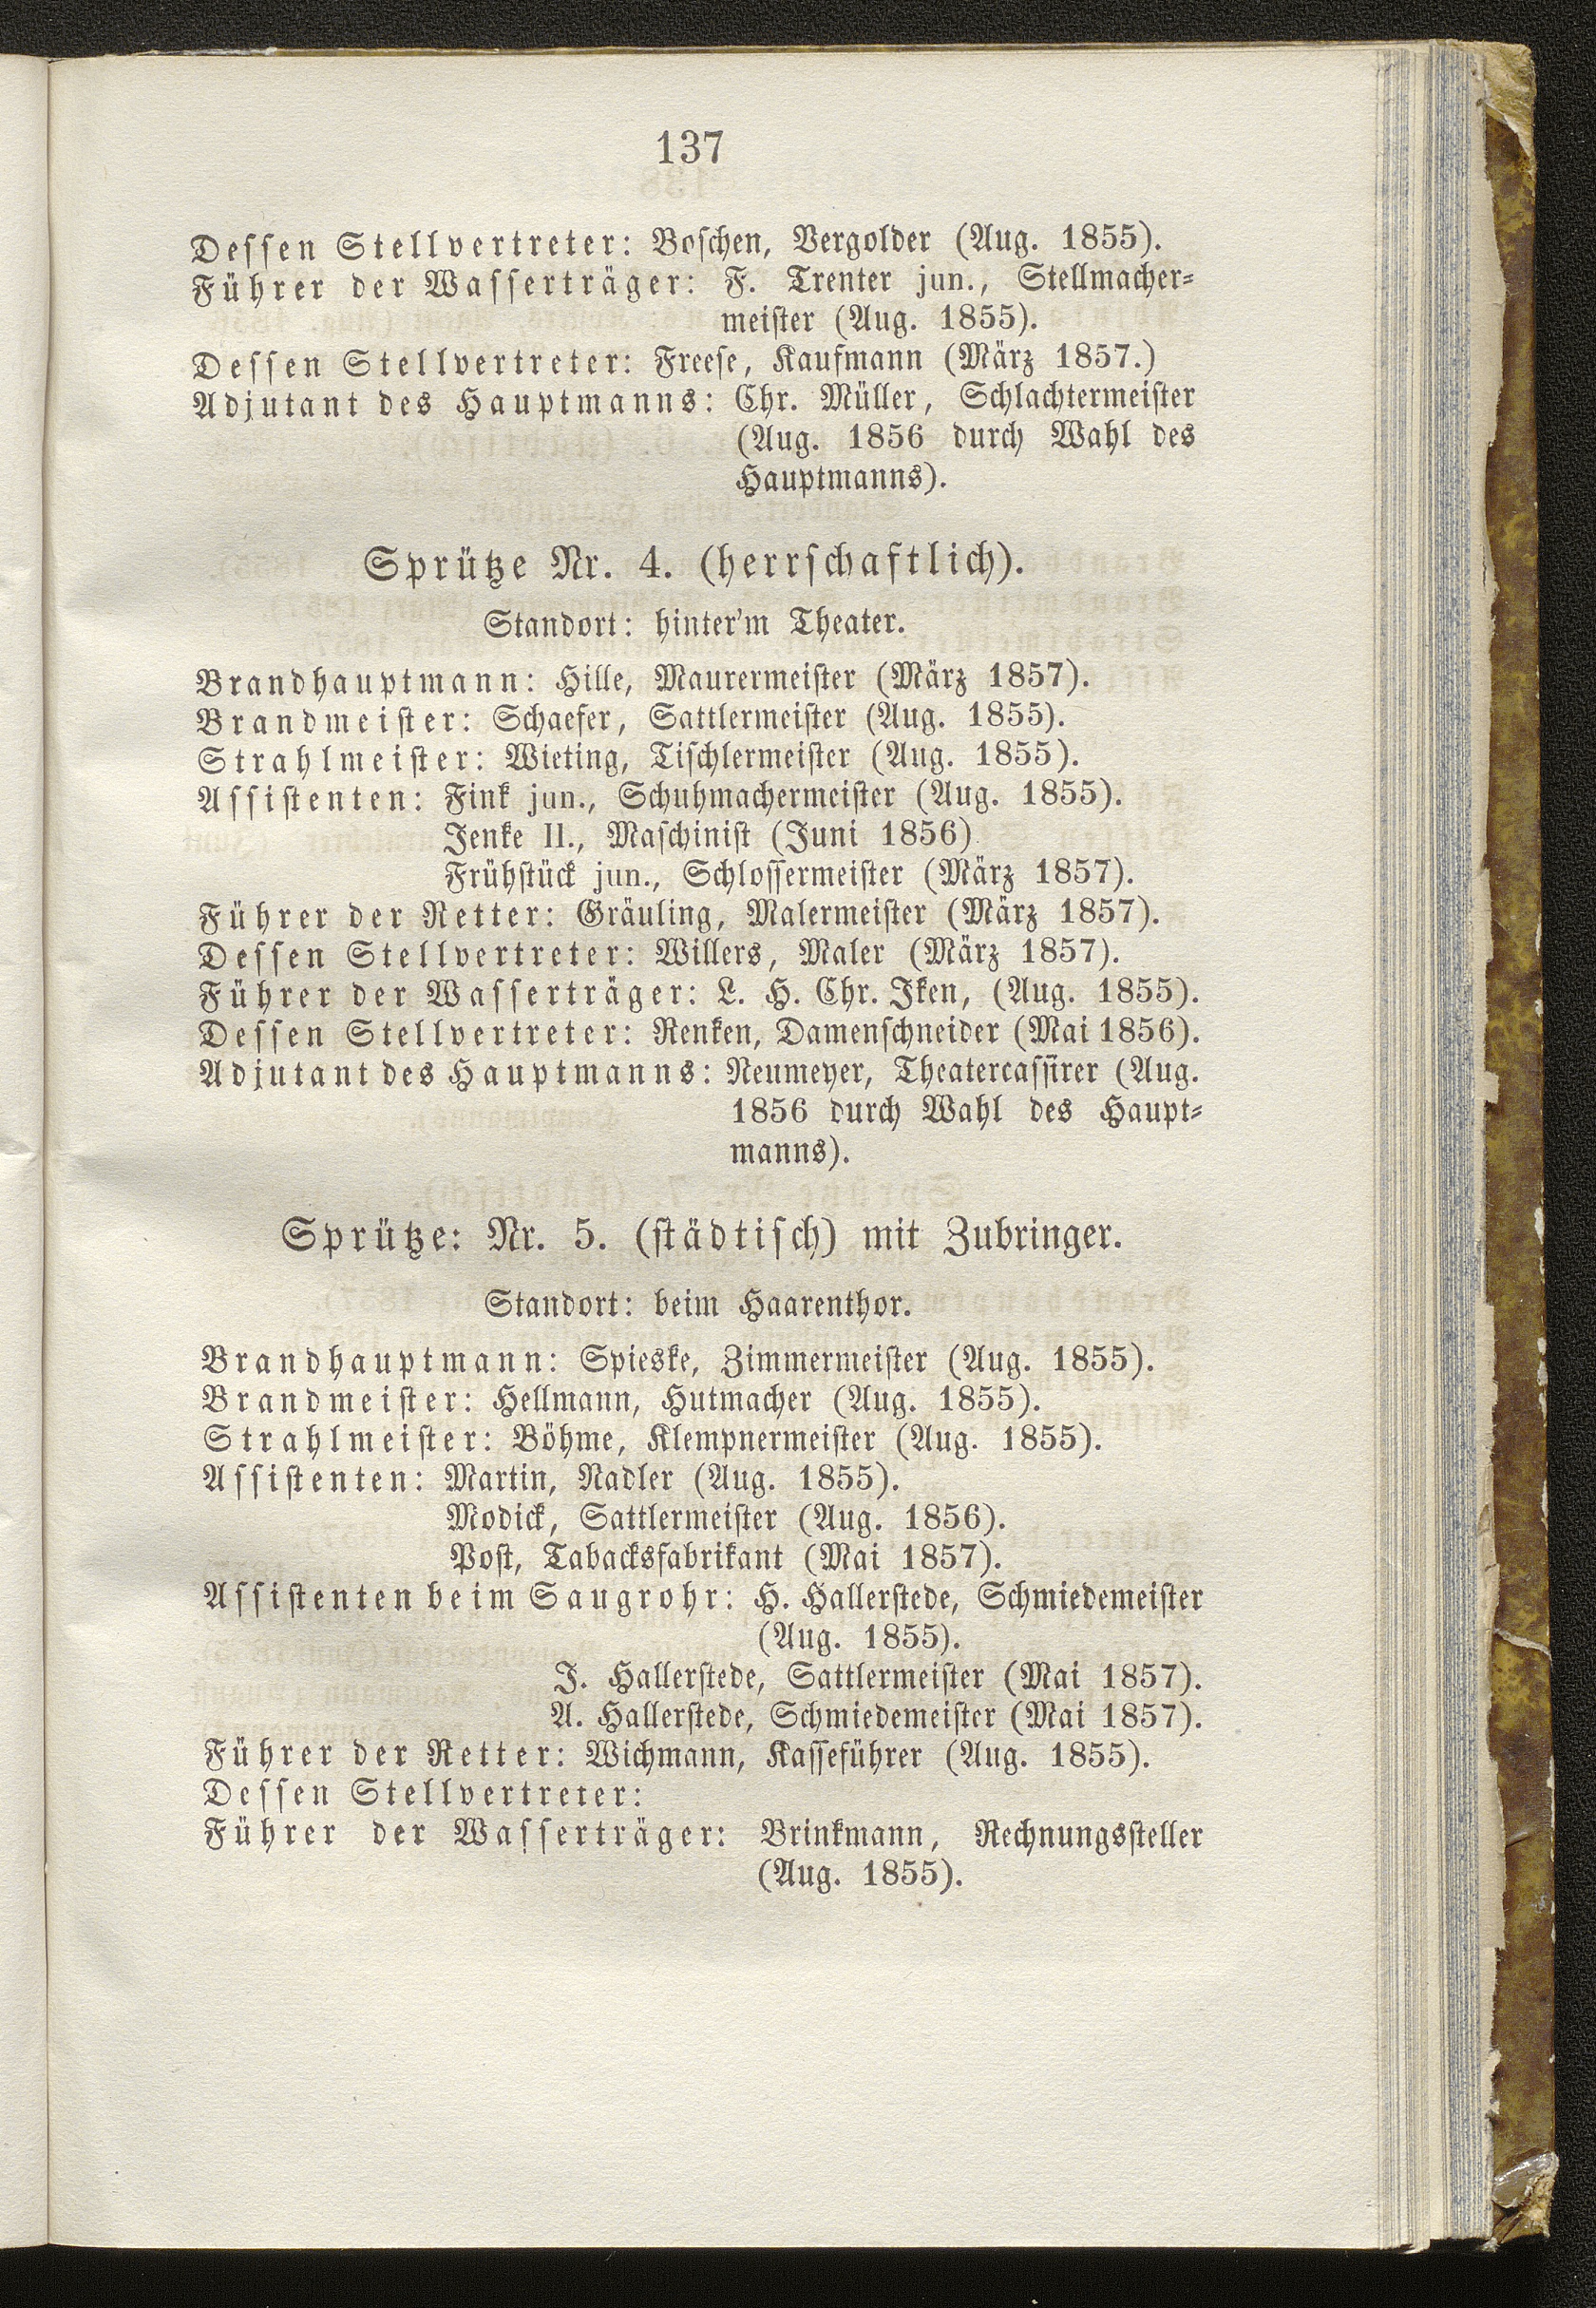 137
Dessen Stellvertreter: Boschen, Vergolder (Aug. 1855).
Führer der Wasserträger: F. Trenter jun., Stellmacher-
meister (Aug. 1855).
Dessen Stellvertreter: Freese, Kaufmann (März 1857.)
Adjutant des Hauptmanns: Chr. Müller, Schlachtermeister
(Aug. 1856 durch Wahl des
Hauptmanns).
Sprütze Nr. 4. (herrschaftlich).
Standort: hinter'm Theater.
Brandhauptmann: Hille, Maurermeister (März 1857).
Brandmeister: Schaefer, Sattlermeister (Aug. 1855).
Strahlmeister: Wieting, Tischlermeister (Aug. 1855).
Assistenten: Fink jun., Schuhmachermeister (Aug. 1855).
Jenke II., Maschinist (Juni 1856)
Frühstück jun., Schlossermeister (März 1857).
Führer der Retter: Gräuling, Malermeister (März 1857).
Dessen Stellvertreter: Willers, Maler (März 1857).
Führer der Wasserträger: L. H. Chr. Iken, (Aug. 1855).
Dessen Stellvertreter: Renken, Damenschneider (Mai 1856).
Adjutant des Hauptmanns: Neumeyer, Theatercassirer (Aug.
1856 durch Wahl des Haupt-
manns).
Sprütze: Nr. 5. (städtisch) mit Zubringer.
Standort: beim Haarenthor.
Brandhauptmann: Spieske, Zimmermeister (Aug. 1855).
Brandmeister: Hellmann, Hutmacher (Aug. 1855).
Strahlmeister: Böhme, Klempnermeister (Aug. 1855).
Assistenten: Martin, Nadler (Aug. 1855).
Modick, Sattlermeister (Aug. 1856).
Post, Tabacksfabrikant (Mai 1857).
Assistenten beim Saugrohr: H. Hallerstede, Schmiedemeister
(Aug. 1855).
J. Hallerstede, Sattlermeister (Mai 1857).
A. Hallerstede, Schmiedemeister (Mai 1857).
Führer der Retter: Wichmann, Kasseführer (Aug. 1855).
Dessen Stellvertreter:
Führer der Wasserträger: Brinkmann, Rechnungssteller
(Aug. 1855).